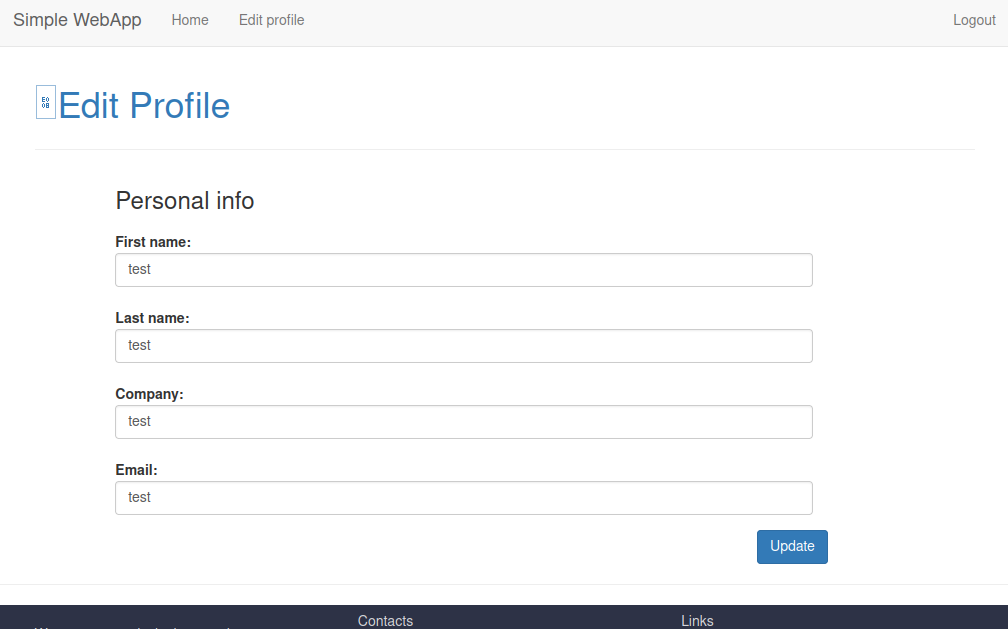 Simple WebApp Home Edit profile Logout
Edit Profile
Personal info
First name:
test
Last name:
test
Company:
test
Email:
test
Update
Contacts Links